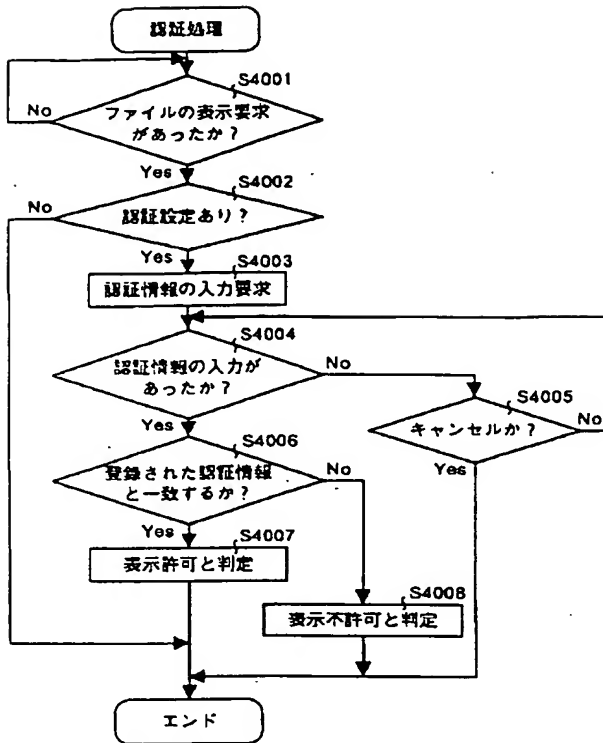 認証処理
S4001
ファイルの表示要求
があったか?
No
Yes
S4002
認証設定あり?
No
Yes
S4003
認証情報の入力要求
S4004
認証情報の入力が
あったか?
No
Yes
S4005
キャンセルか?
No
Yes
S4006
登録された認証情報
と一致するか?
No
Yes
S4007
表示許可と判定
S4008
表示不許可と判定
エンド